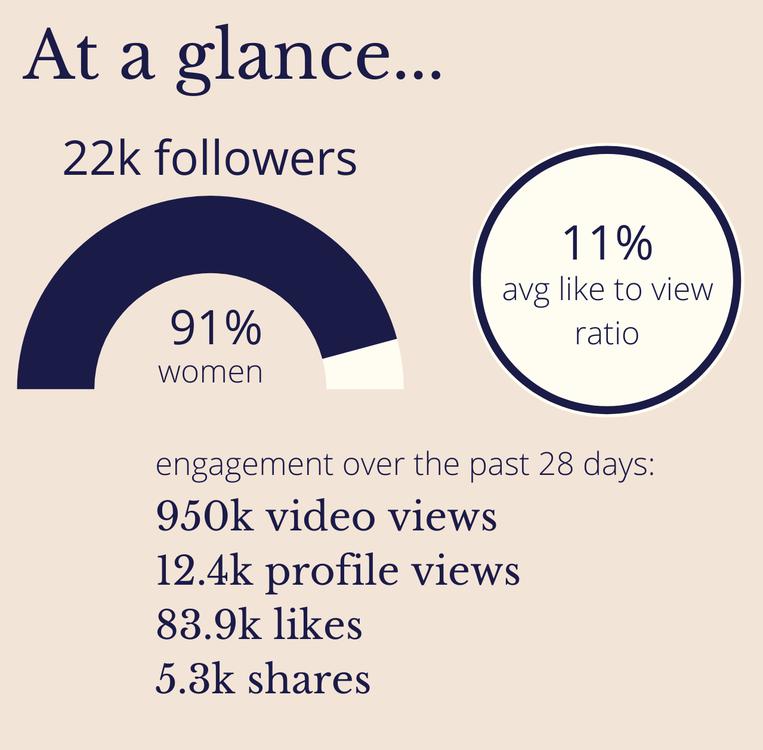 At a glance...
22k followers
91%
women
11%
avg like to view
ratio
engagement over the past 28 days:
950k video views
12.4k profile views
83.9k likes
5.3k shares